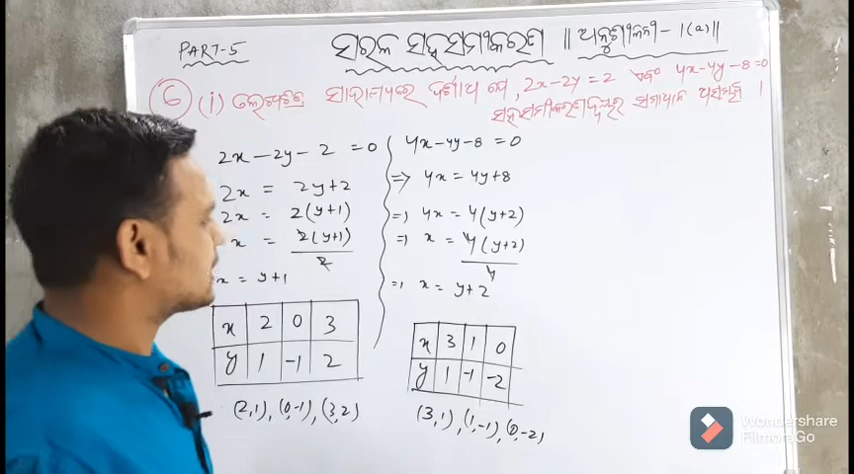 PART-5
ସରଳ ସହସମୀକରଣ || ଅନୁଶୀଳନୀ - 1(a)||
6 (i) ଲେଖଚିତ୍ର ସାହାଯ୍ୟରେ ଦର୍ଶାଅ ଯେ, 2x-2y=2 ଏବଂ 4x-4y-8=0
ସହସମୀକରଣଦ୍ୱୟର ସମାଧାନ ଅସମ୍ଭବ ।
2x-2y-2=0
2x = 2y+2
2x = 2(y+1)
x = 2(y+1)/2
x = y+1
x 2 0 3
y 1 -1 2
(2,1), (0,-1), (3,2)
4x-4y-8=0
=> 4x = 4y+8
=> 4x = 4(y+2)
=> x = 4(y+2)/4
=> x = y+2
x 3 1 0
y 1 -1 -2
(3,1), (1,-1), (0,-2)
Wondershare
Filmora.Go